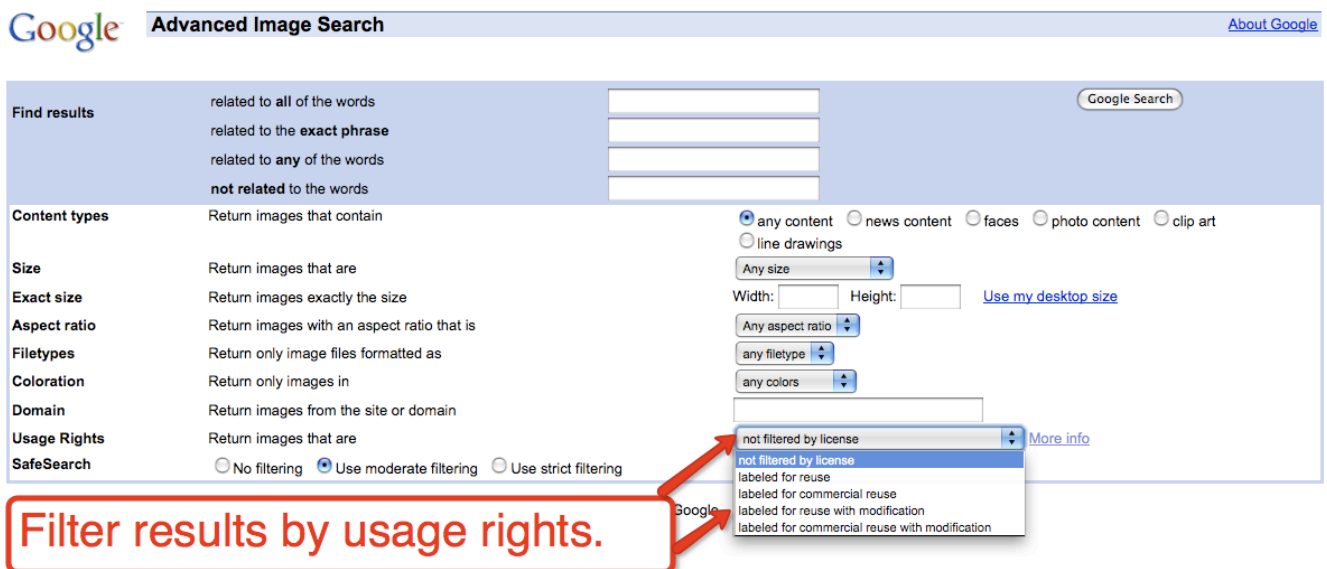 Google Advanced Image Search About Google
Find results related to all of the words Google Search
related to the exact phrase
related to any of the words
not related to the words
Content types Return images that contain any content news content faces photo content clip art
line drawings
Size Return images that are Any size
Exact size Return images exactly the size Width: Height: Use my desktop size
Aspect ratio Return images with an aspect ratio that is Any aspect ratio
Filetypes Return only image files formatted as any filetype
Coloration Return only images in any colors
Domain Return images from the site or domain
Usage Rights Return images that are not filtered by license More info
not filtered by license
SafeSearch No filtering Use moderate filtering Use strict filtering
labeled for reuse
labeled for commercial reuse
Google
labeled for reuse with modification
labeled for commercial reuse with modification
Filter results by usage rights.